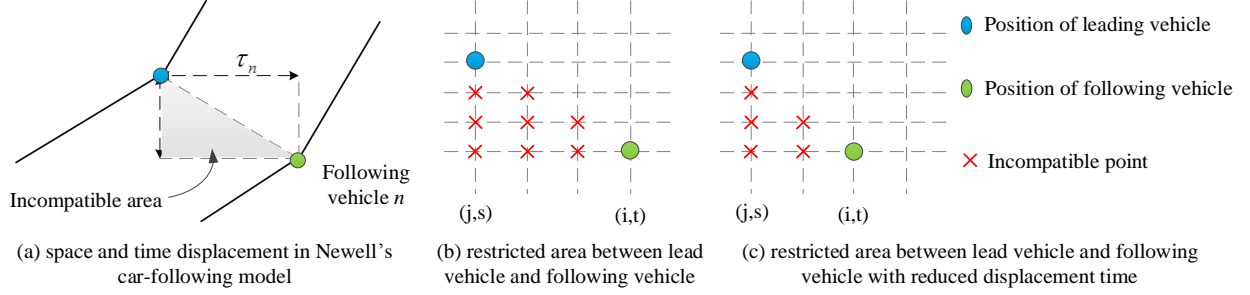 τn
Following
vehicle n
Incompatible area
(a) space and time displacement in Newell's
car-following model
(j,s)
(i,t)
(b) restricted area between lead
vehicle and following vehicle
(j,s)
(i,t)
(c) restricted area between lead vehicle and following
vehicle with reduced displacement time
Position of leading vehicle
Position of following vehicle
Incompatible point